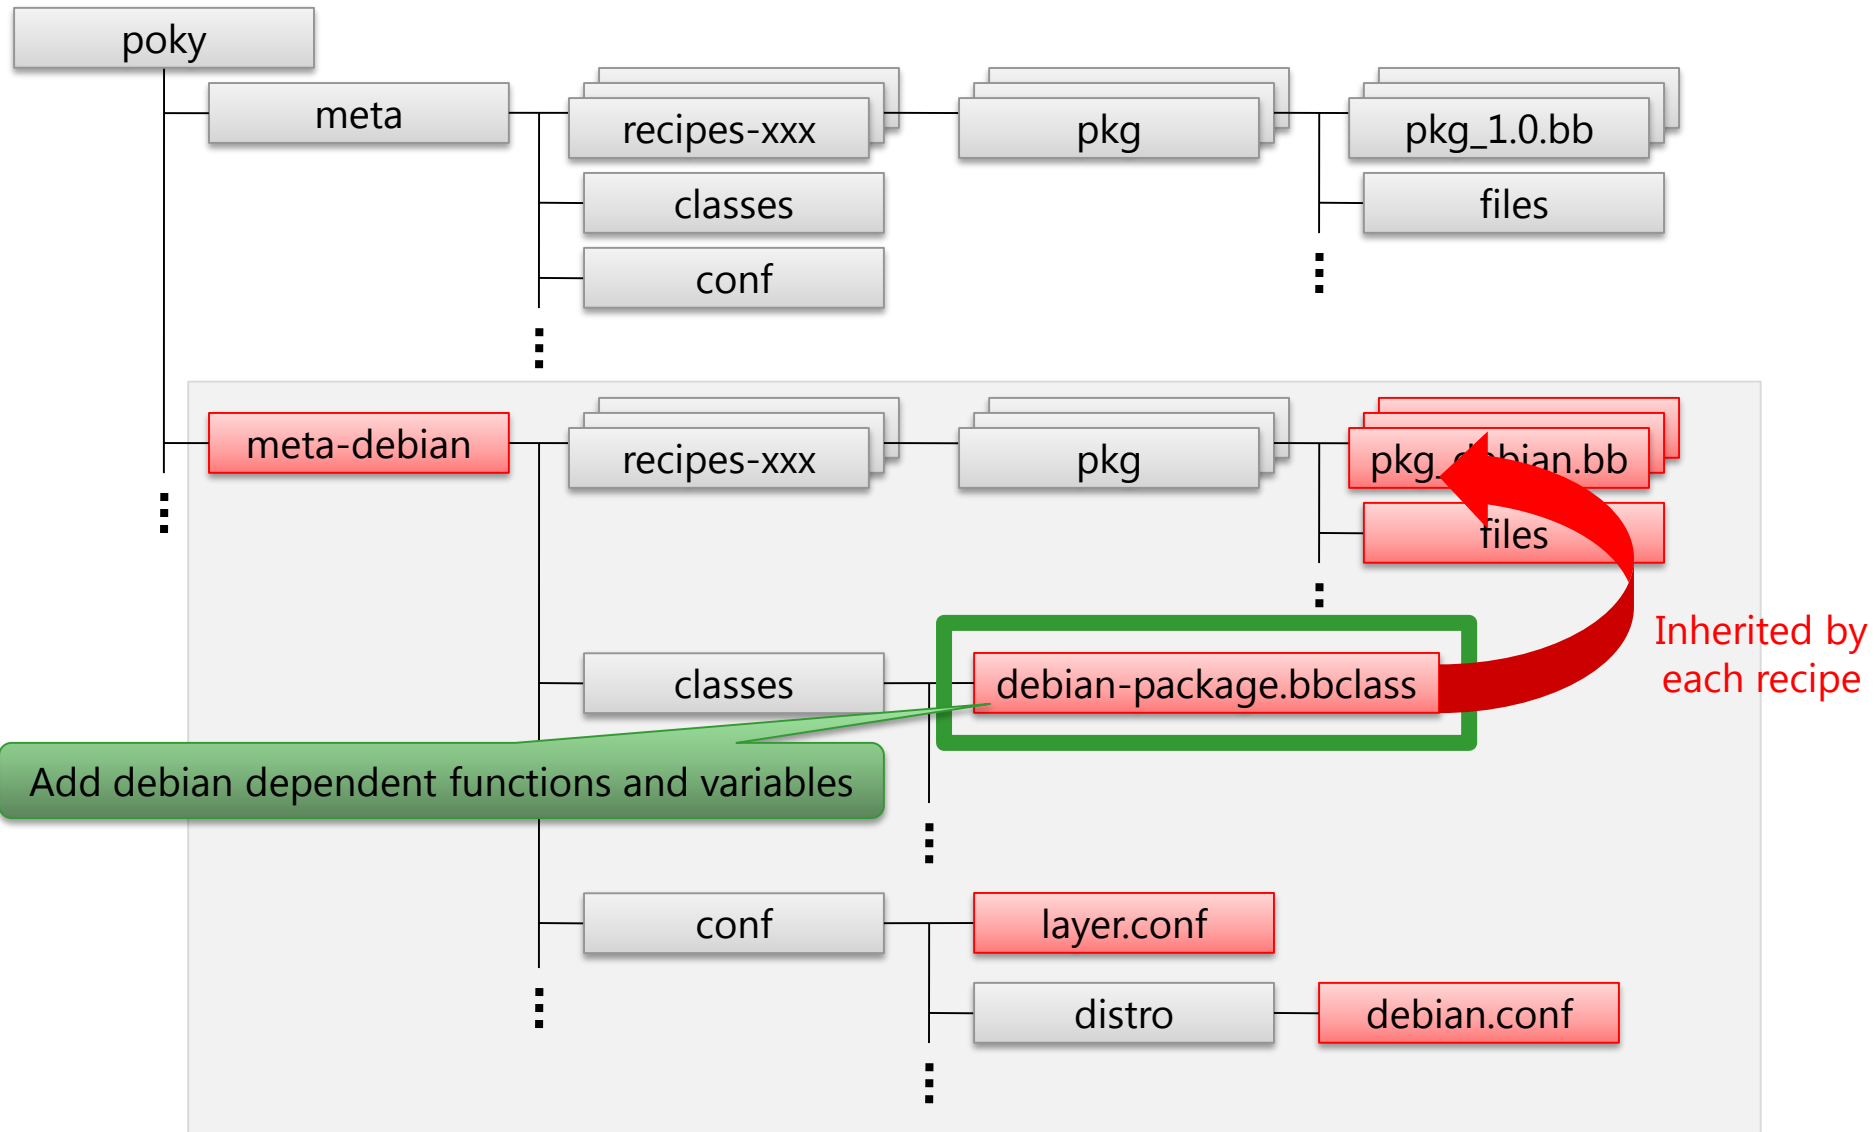 poky
meta
recipes-xxx
pkg
pkg_1.0.bb
classes
files
conf
meta-debian
recipes-xxx
pkg
pkg_debian.bb
files
Inherited by
each recipe
classes
debian-package.bbclass
Add debian dependent functions and variables
conf
layer.conf
distro
debian.conf